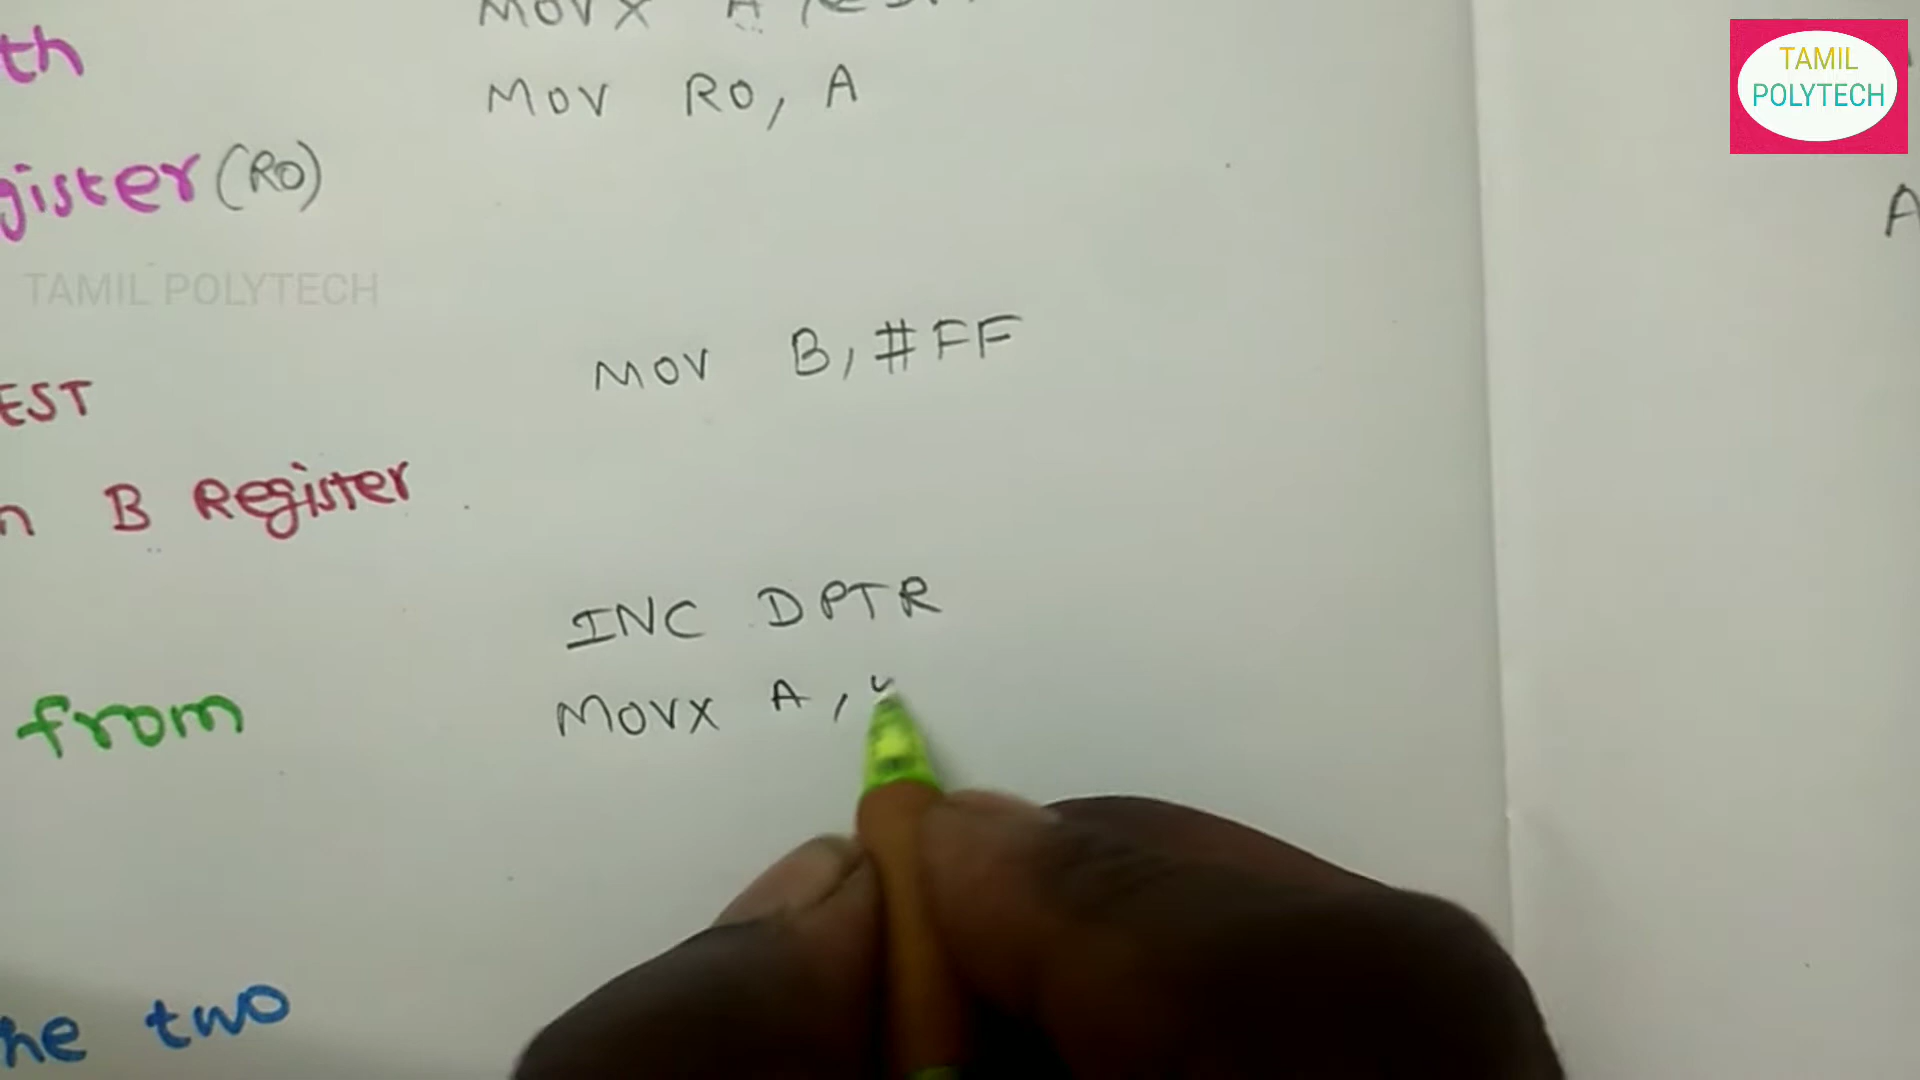 th
MOVX A
MOV R0, A
gister (R0)
TAMIL POLYTECH
TAMIL POLYTECH
A
MOV B, #FF
EST
n B Register
INC DPTR
MOVX A,
from
he two